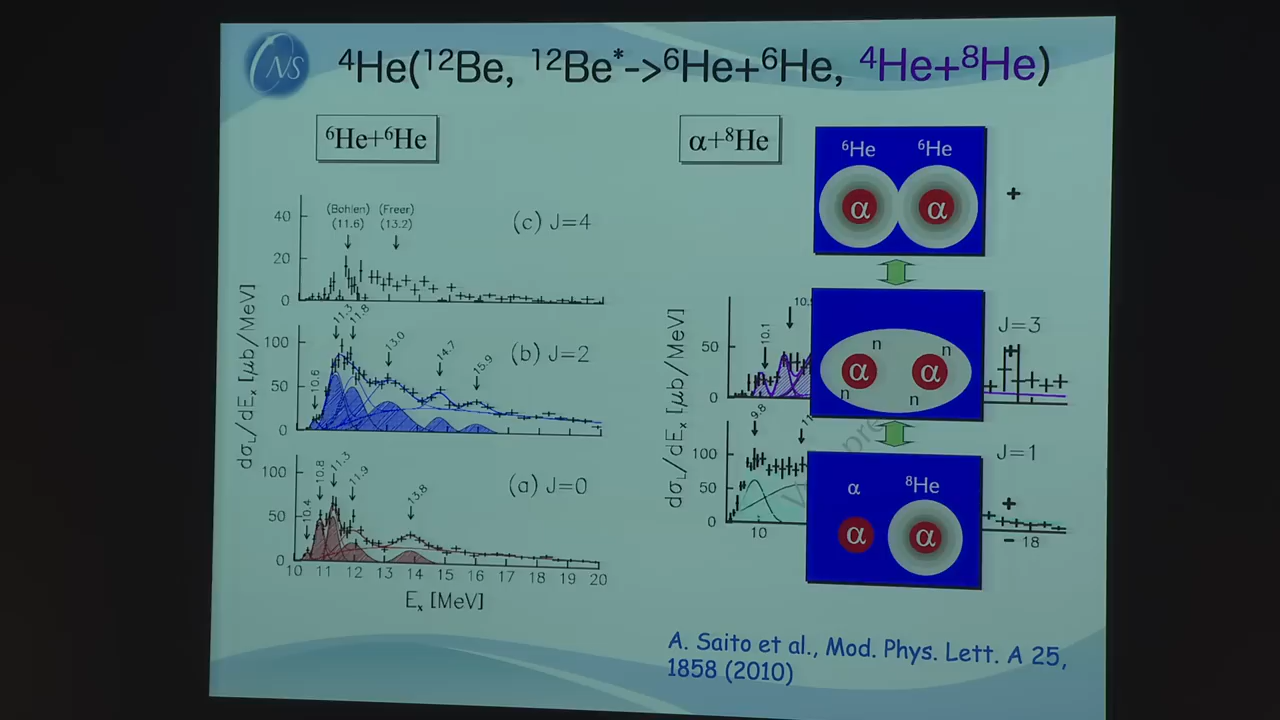 CNS
⁴He(¹²Be, ¹²Be*->⁶He+⁶He, ⁴He+⁸He)
⁶He+⁶He
α+⁸He
(c) J=4
(Bohlen) (Freer)
(11.6) (13.2)
40
20
0
dσL/dEx [μb/MeV]
(b) J=2
10.6 11.3 11.8 13.0 14.7 15.9
100
50
0
(a) J=0
10.4 10.8 11.3 11.9 13.8
100
50
0
10 11 12 13 14 15 16 17 18 19 20
Ex [MeV]
⁶He ⁶He
α α
+
dσL/dEx [μb/MeV]
J=3
10.1
50
0
n n
α α
n n
J=1
9.8
100
50
0
10 18
α ⁸He
α α
+
−
A. Saito et al., Mod. Phys. Lett. A 25,
1858 (2010)